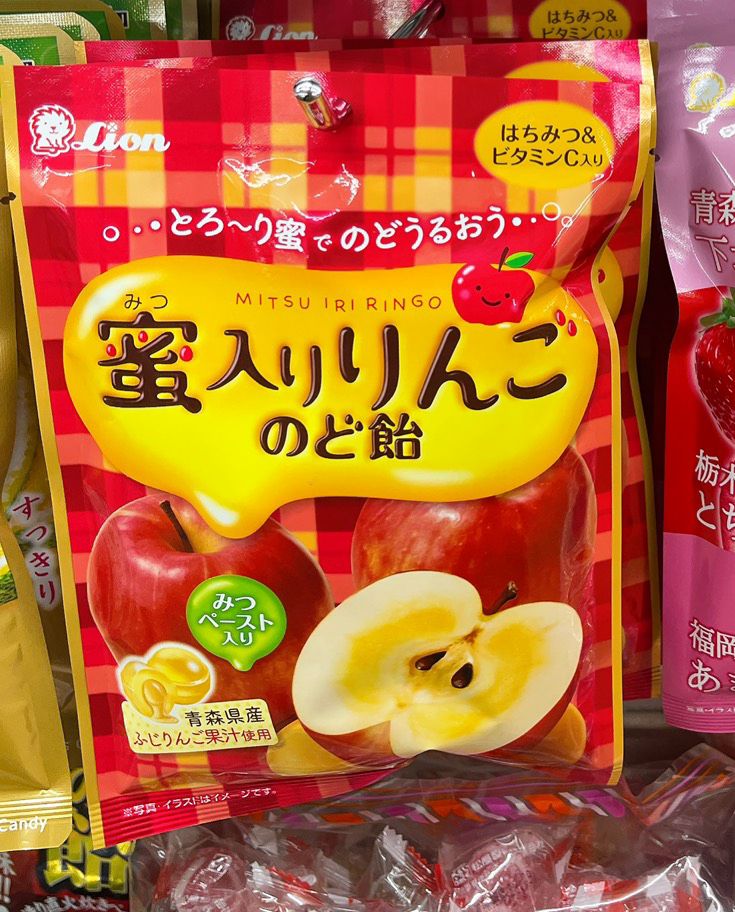 Lion
はちみつ&
ビタミンC入り
はちみつ&
ビタミンC入り
とろ〜り蜜でのどうるおう
みつ
MITSU IRI RINGO
蜜入りりんご
のど飴
みつ
ペースト
入り
青森県産
ふじりんご果汁使用
※写真・イラストはイメージです。
すっきり
Candy
青森
下
栃木
とち
福岡
あま